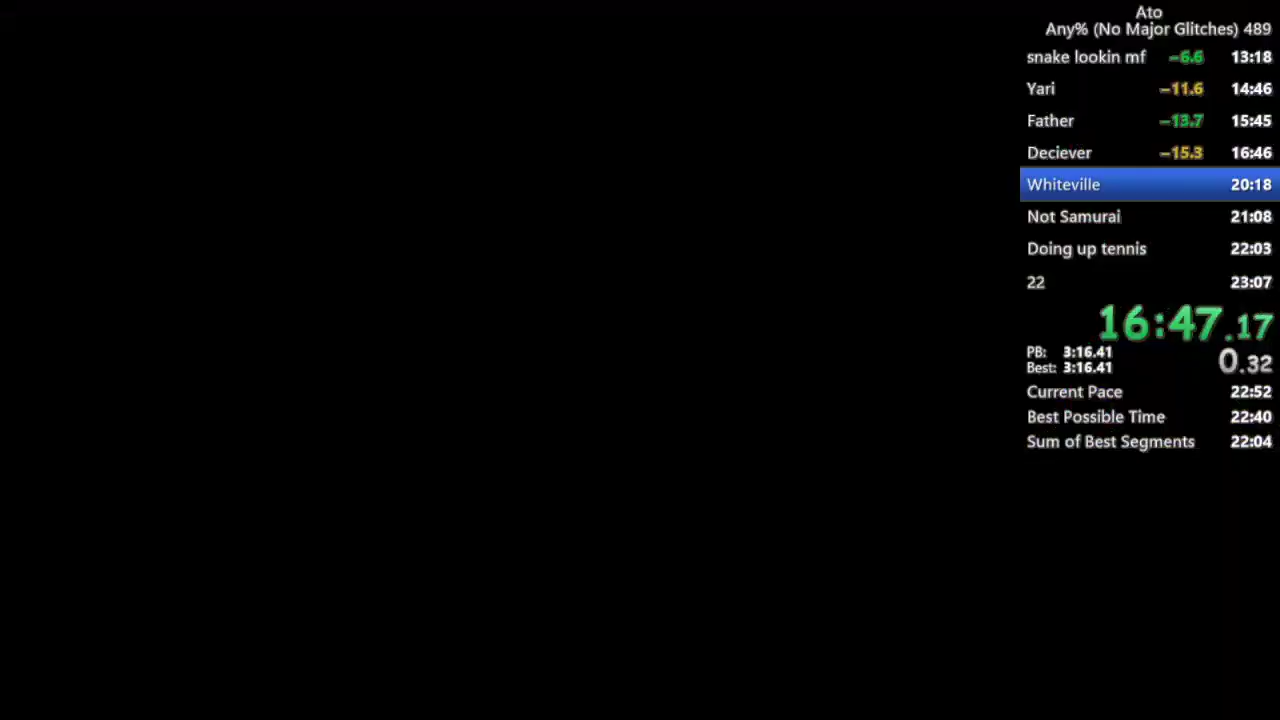 Ato
Any% (No Major Glitches) 489
snake lookin mf -6.6 13:18
Yari -11.6 14:46
Father -13.7 15:45
Deciever -15.3 16:46
Whiteville 20:18
Not Samurai 21:08
Doing up tennis 22:03
22 23:07
16:47.17
PB: 3:16.41 0.32
Best: 3:16.41
Current Pace 22:52
Best Possible Time 22:40
Sum of Best Segments 22:04